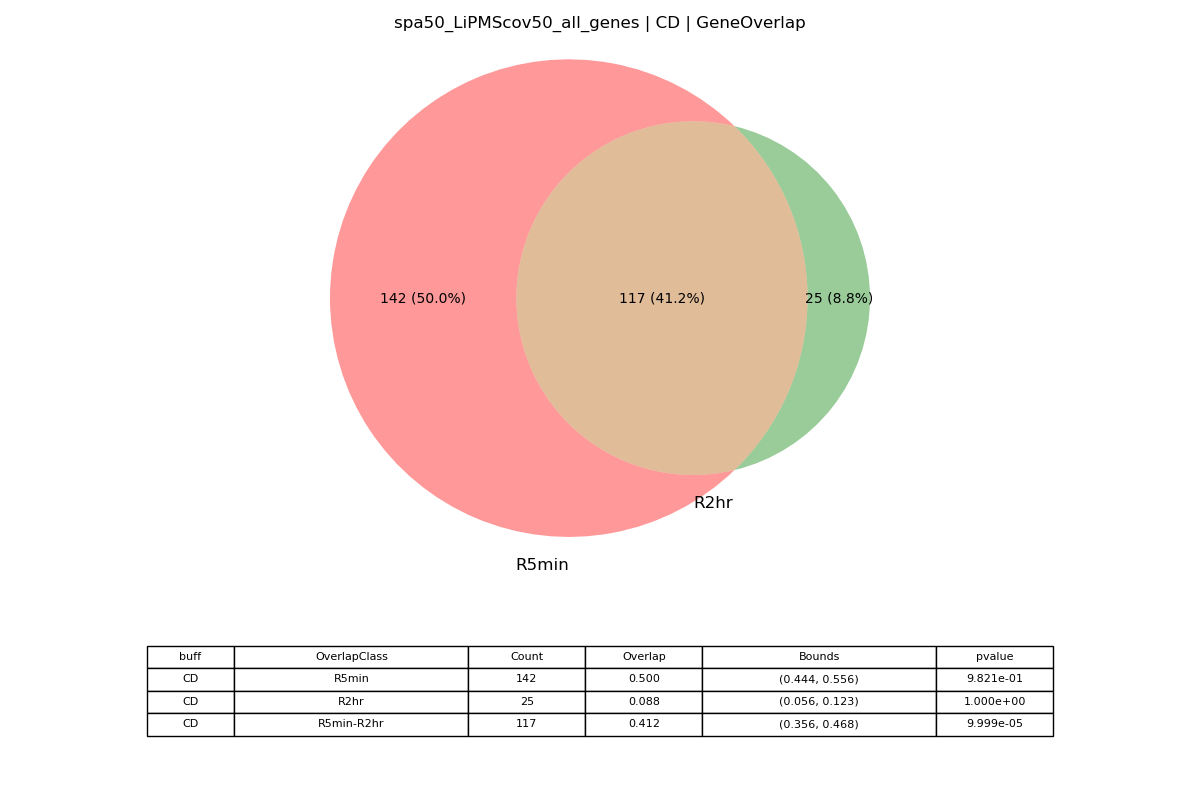 spa50_LiPMScov50_all_genes | CD | GeneOverlap
142 (50.0%) 117 (41.2%) 25 (8.8%)
R2hr
R5min
buff OverlapClass Count Overlap Bounds pvalue
CD R5min 142 0.500 (0.444, 0.556) 9.821e-01
CD R2hr 25 0.088 (0.056, 0.123) 1.000e+00
CD R5min-R2hr 117 0.412 (0.356, 0.468) 9.999e-05